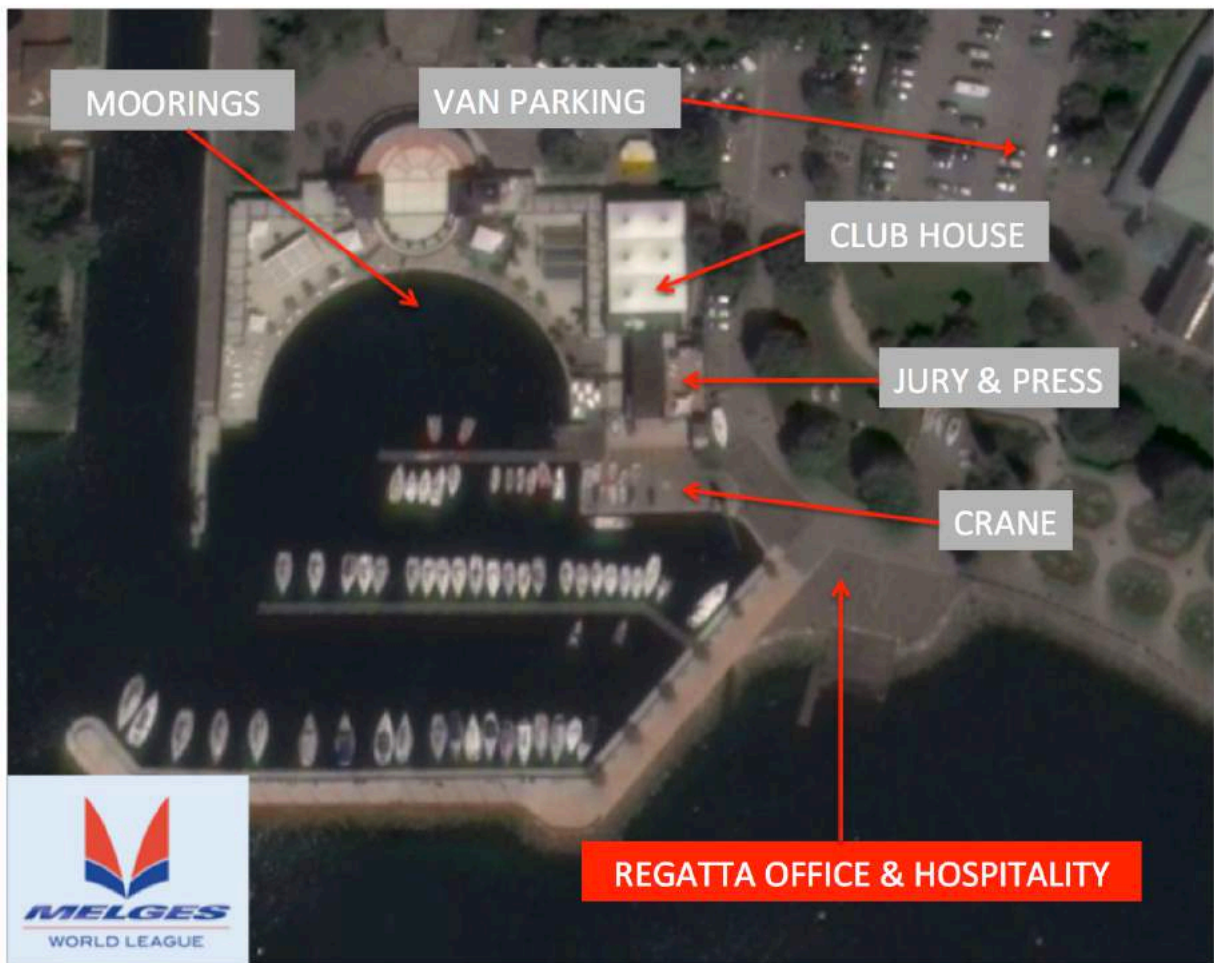 MOORINGS
VAN PARKING
CLUB HOUSE
JURY & PRESS
CRANE
REGATTA OFFICE & HOSPITALITY
MELGES
WORLD LEAGUE